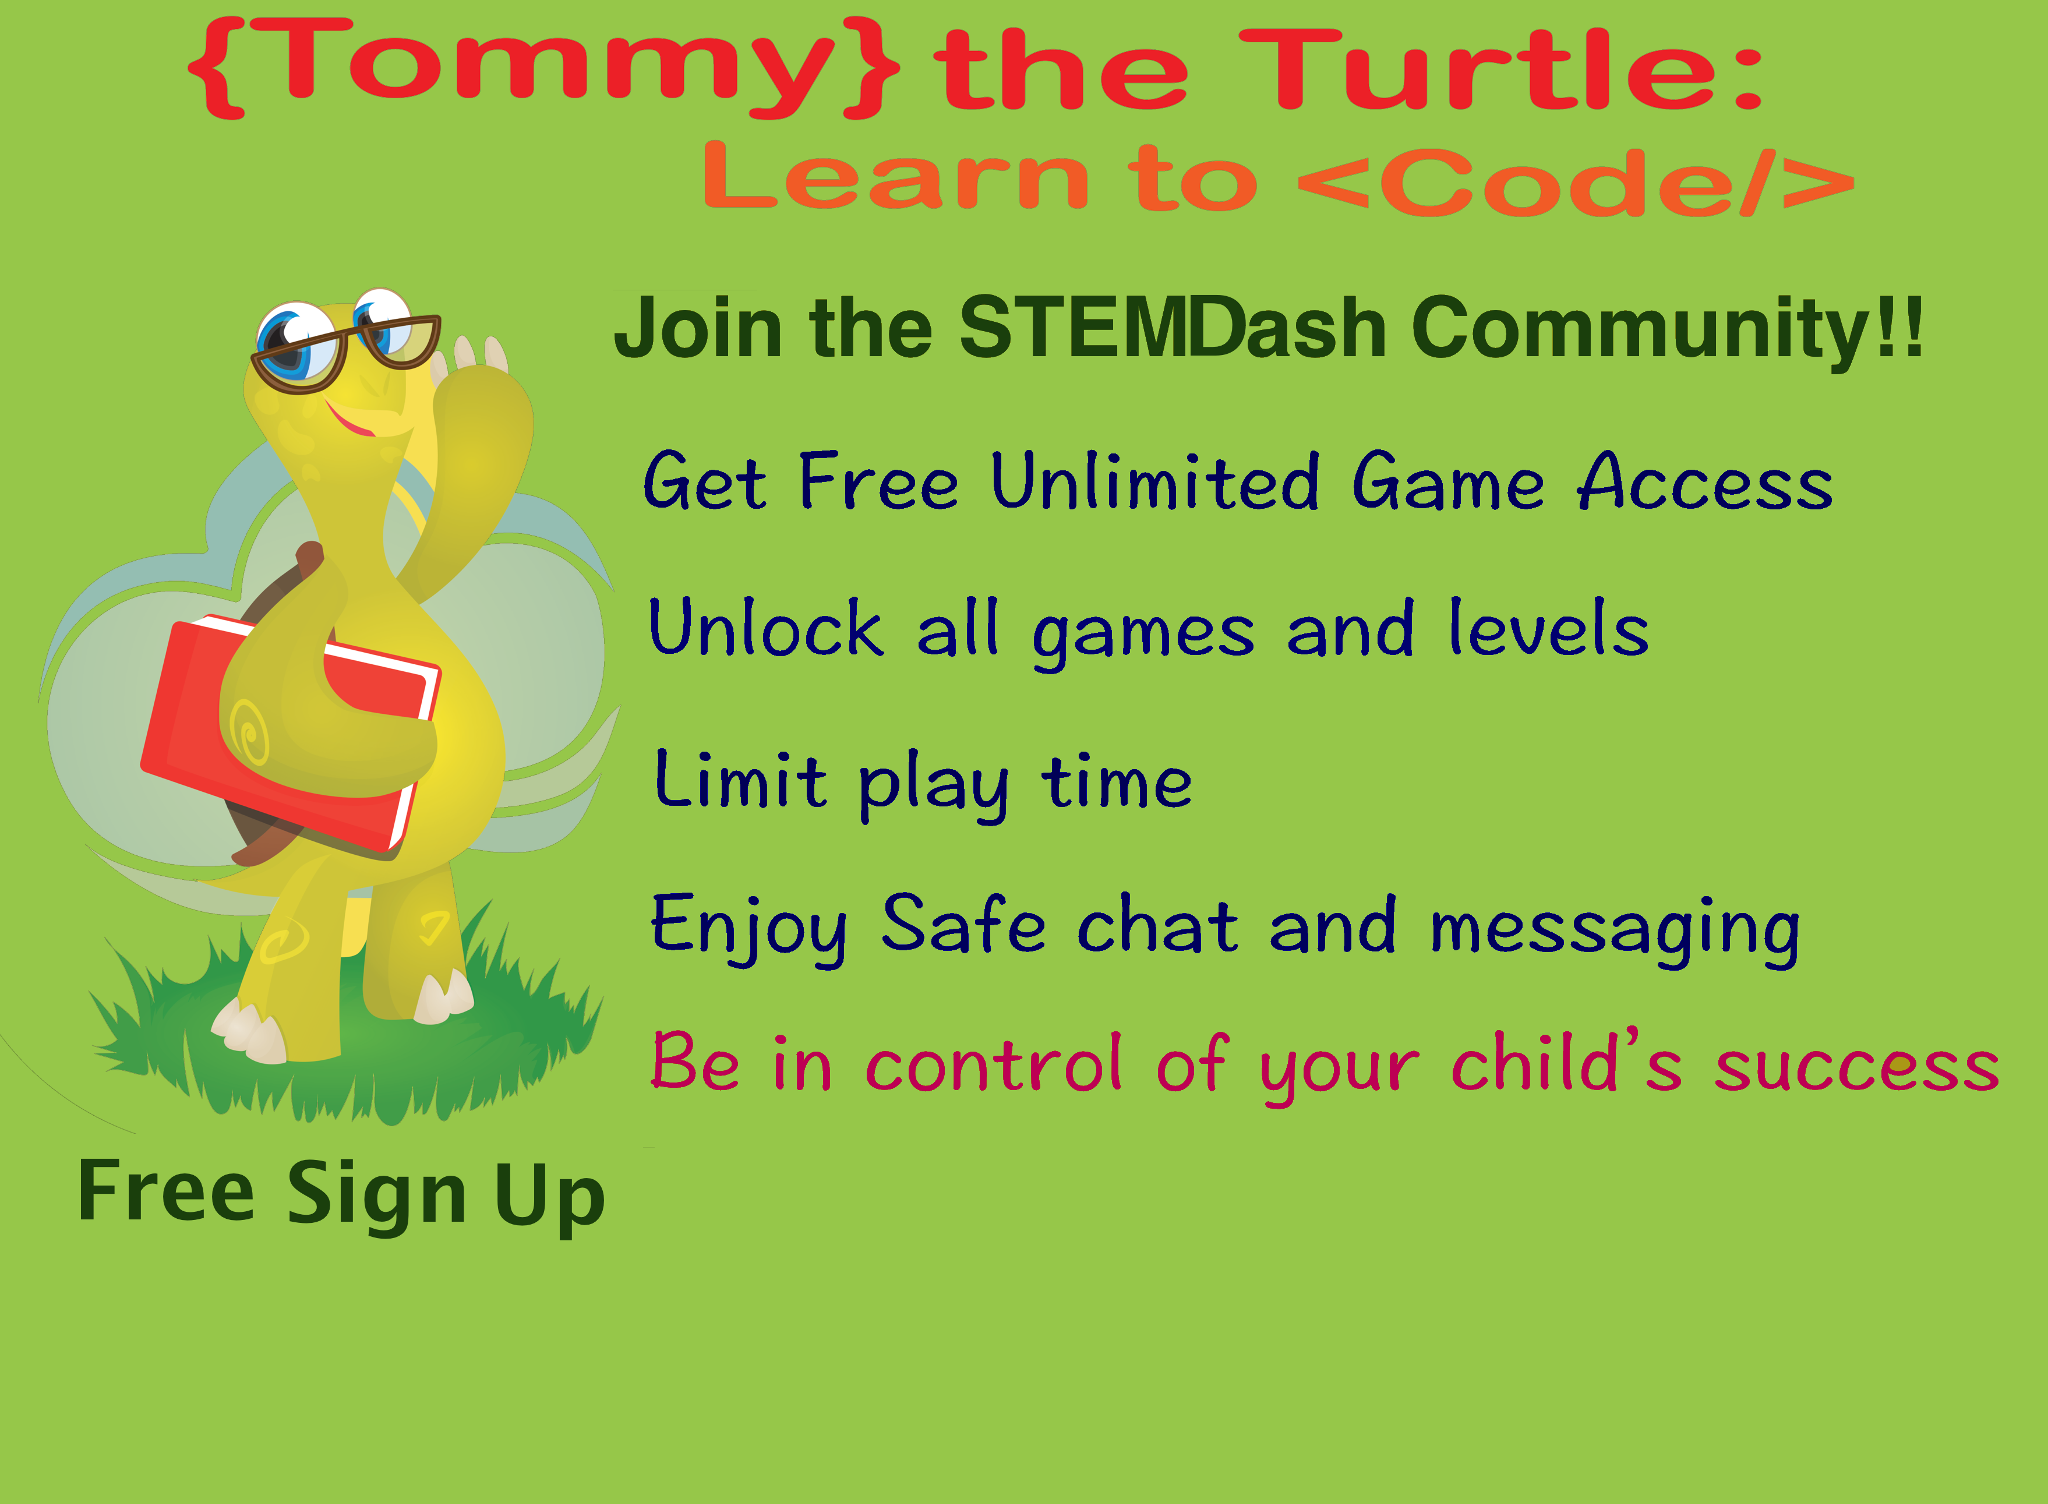 {Tommy} the Turtle:
Learn to <Code/>
Join the STEMDash Community!!
Get Free Unlimited Game Access
Unlock all games and levels
Limit play time
Enjoy Safe chat and messaging
Be in control of your child's success
Free Sign Up